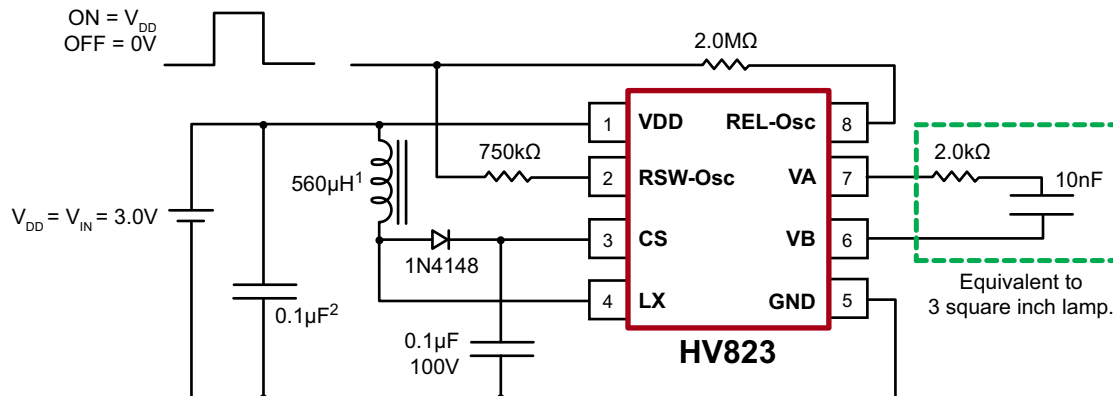 ON = VDD
OFF = 0V
2.0MΩ
1 VDD REL-Osc 8
750kΩ
560µH1
2 RSW-Osc VA 7
2.0kΩ
10nF
VDD = VIN = 3.0V
3 CS VB 6
1N4148
4 LX GND 5
Equivalent to
3 square inch lamp.
0.1µF2
0.1µF
100V
HV823